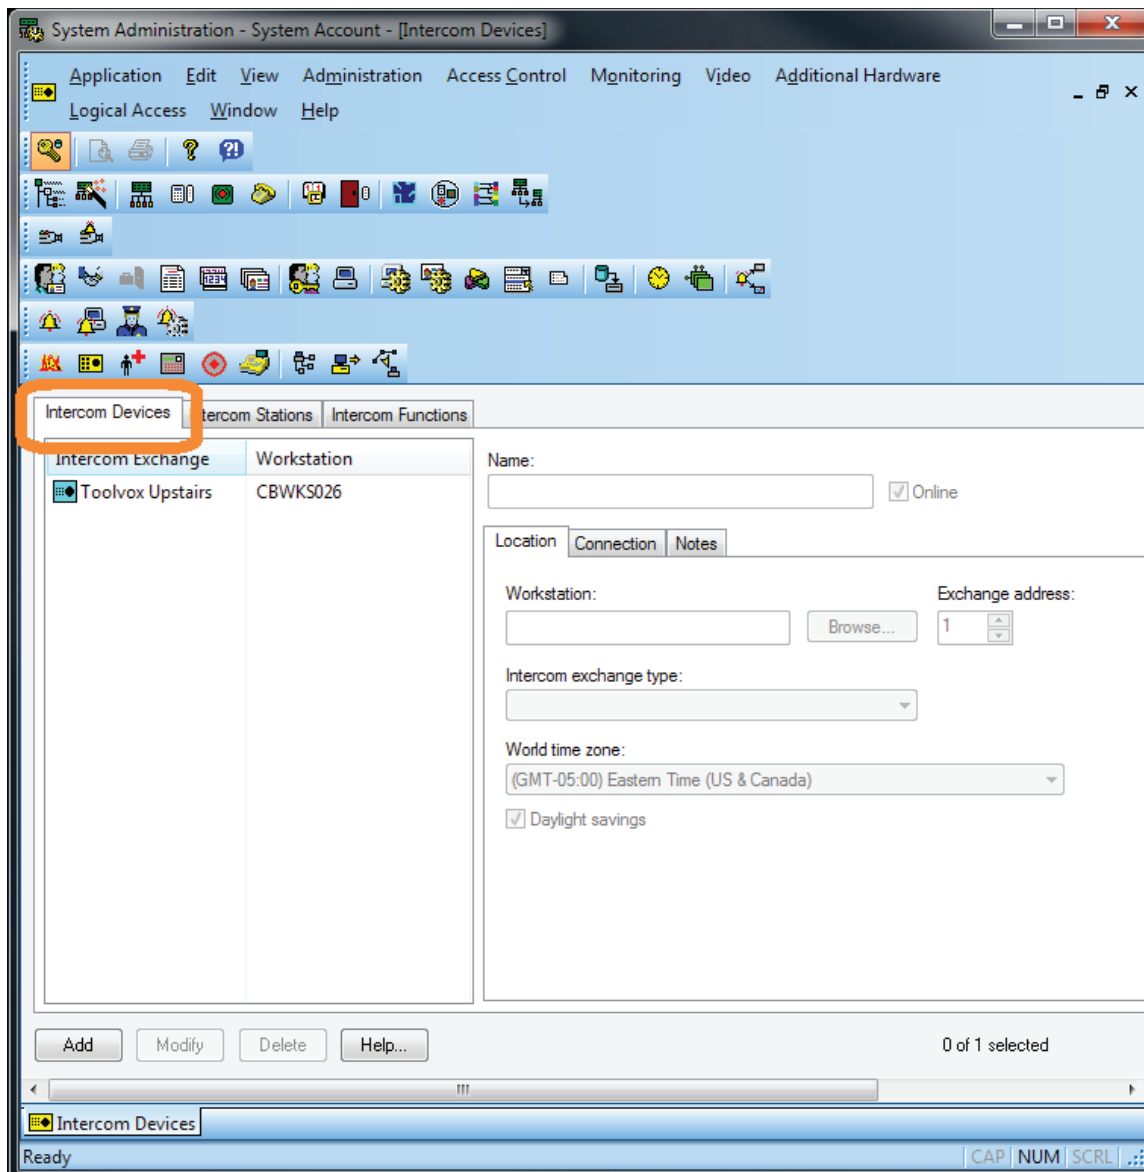 System Administration - System Account - [Intercom Devices]
Application Edit View Administration Access Control Monitoring Video Additional Hardware
Logical Access Window Help
Intercom Devices tercom Stations Intercom Functions
Intercom Exchange Workstation
Toolvox Upstairs CBWKS026
Name:
Online
Location Connection Notes
Workstation: Exchange address:
Browse... 1
Intercom exchange type:
World time zone:
(GMT-05:00) Eastern Time (US & Canada)
Daylight savings
Add Modify Delete Help... 0 of 1 selected
Intercom Devices
Ready CAP NUM SCRL